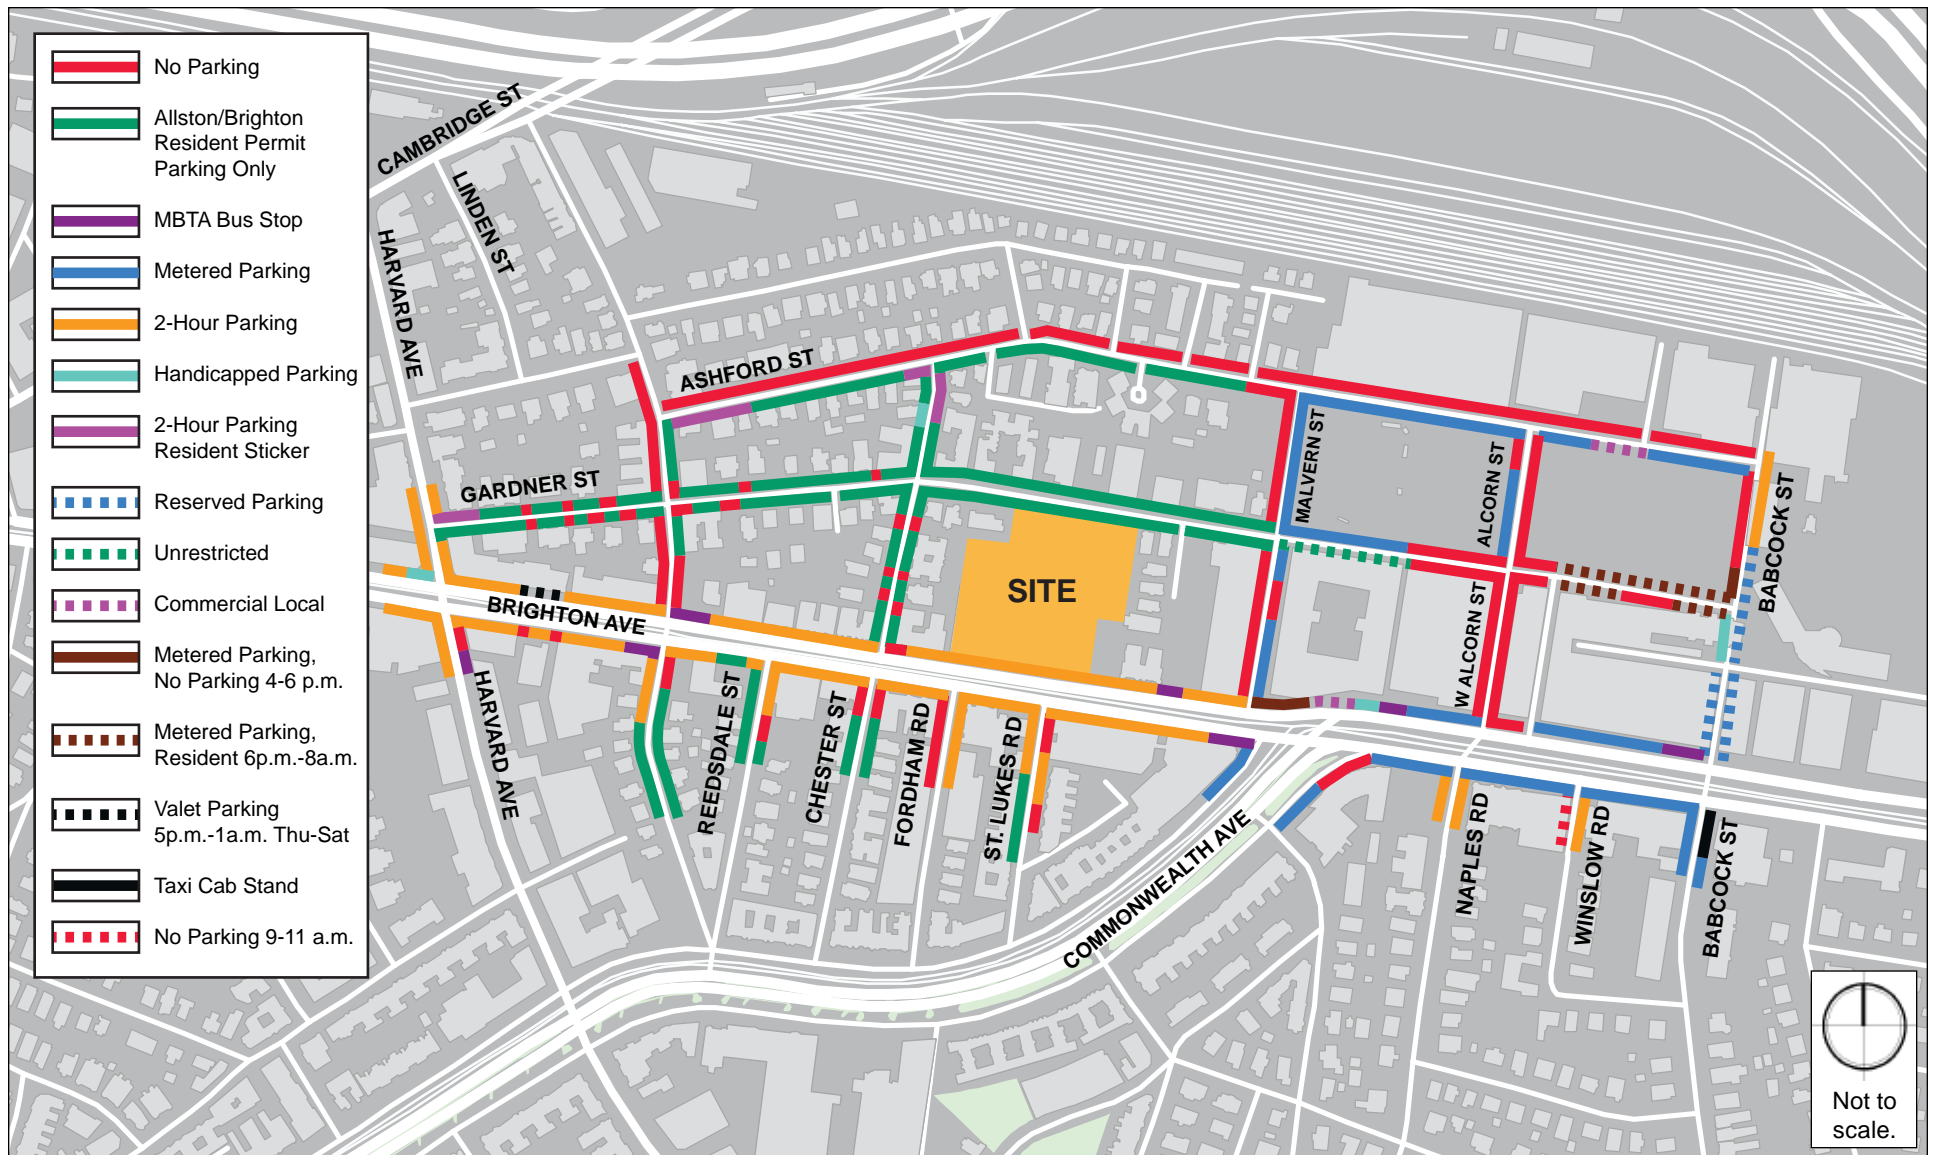 No Parking
Allston/Brighton
Resident Permit
Parking Only
MBTA Bus Stop
Metered Parking
2-Hour Parking
Handicapped Parking
2-Hour Parking
Resident Sticker
Reserved Parking
Unrestricted
Commercial Local
Metered Parking,
No Parking 4-6 p.m.
Metered Parking,
Resident 6p.m.-8a.m.
Valet Parking
5p.m.-1a.m. Thu-Sat
Taxi Cab Stand
No Parking 9-11 a.m.
CAMBRIDGE ST
LINDEN ST
HARVARD AVE
ASHFORD ST
GARDNER ST
MALVERN ST
ALCORN ST
BABCOCK ST
SITE
BRIGHTON AVE
W ALCORN ST
HARVARD AVE
REEDSDALE ST
CHESTER ST
FORDHAM RD
ST. LUKES RD
COMMONWEALTH AVE
NAPLES RD
WINSLOW RD
BABCOCK ST
Not to
scale.